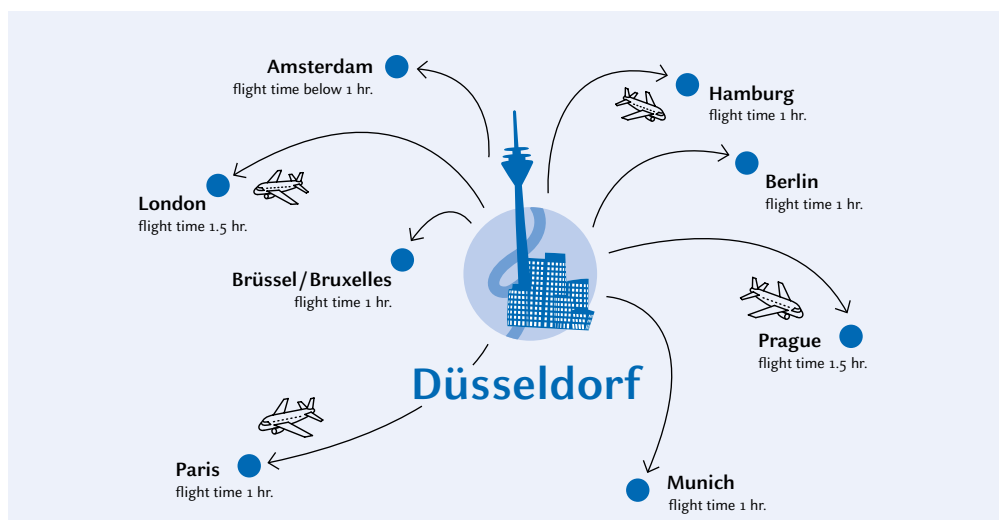 Amsterdam
flight time below 1 hr.
Hamburg
flight time 1 hr.
Berlin
flight time 1 hr.
London
flight time 1.5 hr.
Brüssel/Bruxelles
flight time 1 hr.
Prague
flight time 1.5 hr.
Düsseldorf
Paris
flight time 1 hr.
Munich
flight time 1 hr.